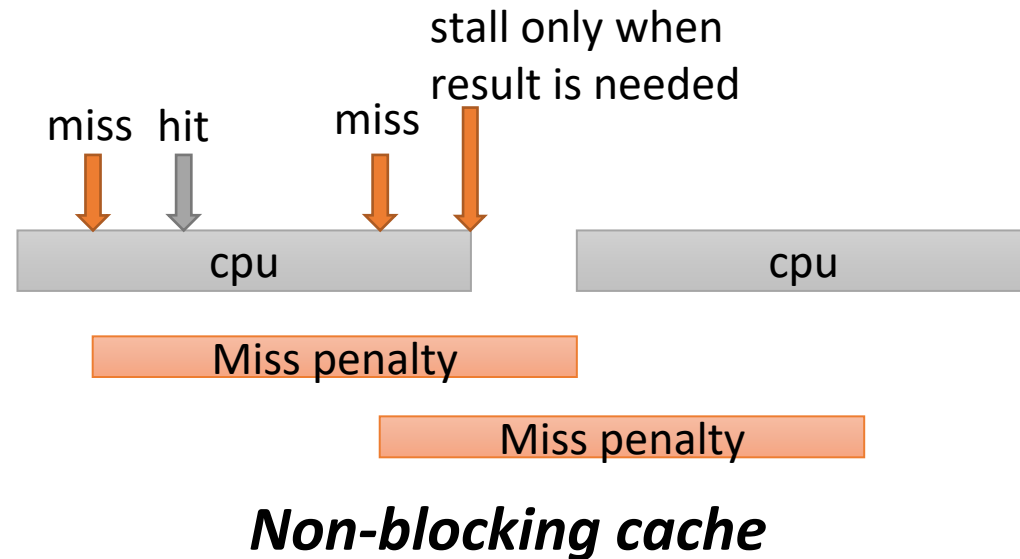 stall only when
result is needed
miss hit miss
cpu cpu
Miss penalty
Miss penalty
Non-blocking cache